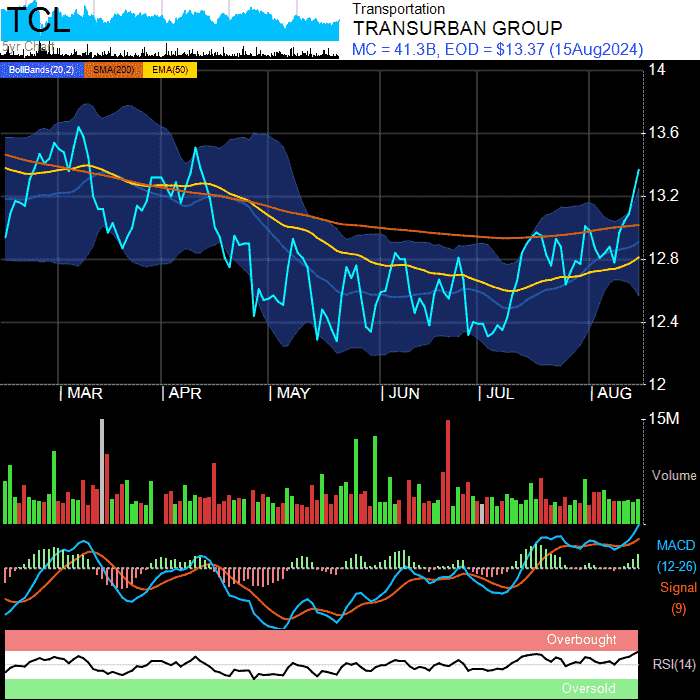 TCL
5yr Chart
Transportation
TRANSURBAN GROUP
MC = 41.3B, EOD = $13.37 (15Aug2024)
BollBands(20,2) SMA(200) EMA(50)
14
13.6
13.2
12.8
12.4
12
MAR APR MAY JUN JUL AUG
15M
Volume
MACD
(12-26)
Signal
(9)
Overbought
RSI(14)
Oversold